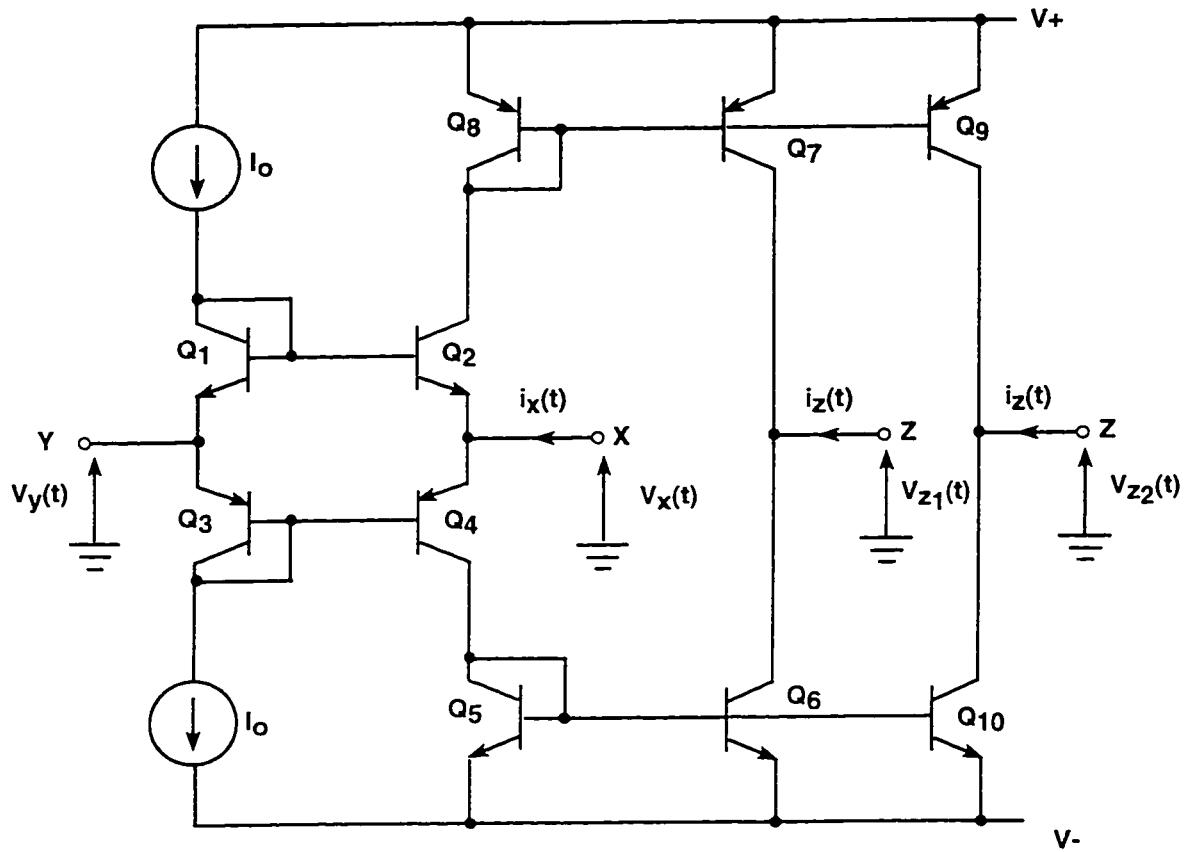 V+
Q8
Q7
Q9
Io
Q1
Q2
ix(t)
iz(t)
iz(t)
Y
X
Z
Z
Vy(t)
Vx(t)
Vz1(t)
Vz2(t)
Q3
Q4
Io
Q5
Q6
Q10
V-